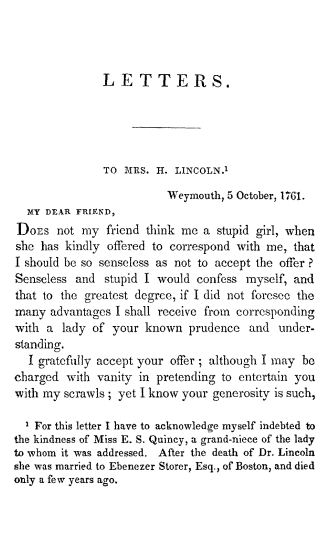 LETTERS.
TO MRS. H. LINCOLN.¹
Weymouth, 5 October, 1761.
MY DEAR FRIEND,
DOES not my friend think me a stupid girl, when
she has kindly offered to correspond with me, that
I should be so senseless as not to accept the offer?
Senseless and stupid I would confess myself, and
that to the greatest degree, if I did not foresee the
many advantages I shall receive from corresponding
with a lady of your known prudence and under-
standing.
I gratefully accept your offer; although I may be
charged with vanity in pretending to entertain you
with my scrawls; yet I know your generosity is such,
¹ For this letter I have to acknowledge myself indebted to
the kindness of Miss E. S. Quincy, a grand-niece of the lady
to whom it was addressed. After the death of Dr. Lincoln
she was married to Ebenezer Storer, Esq., of Boston, and died
only a few years ago.